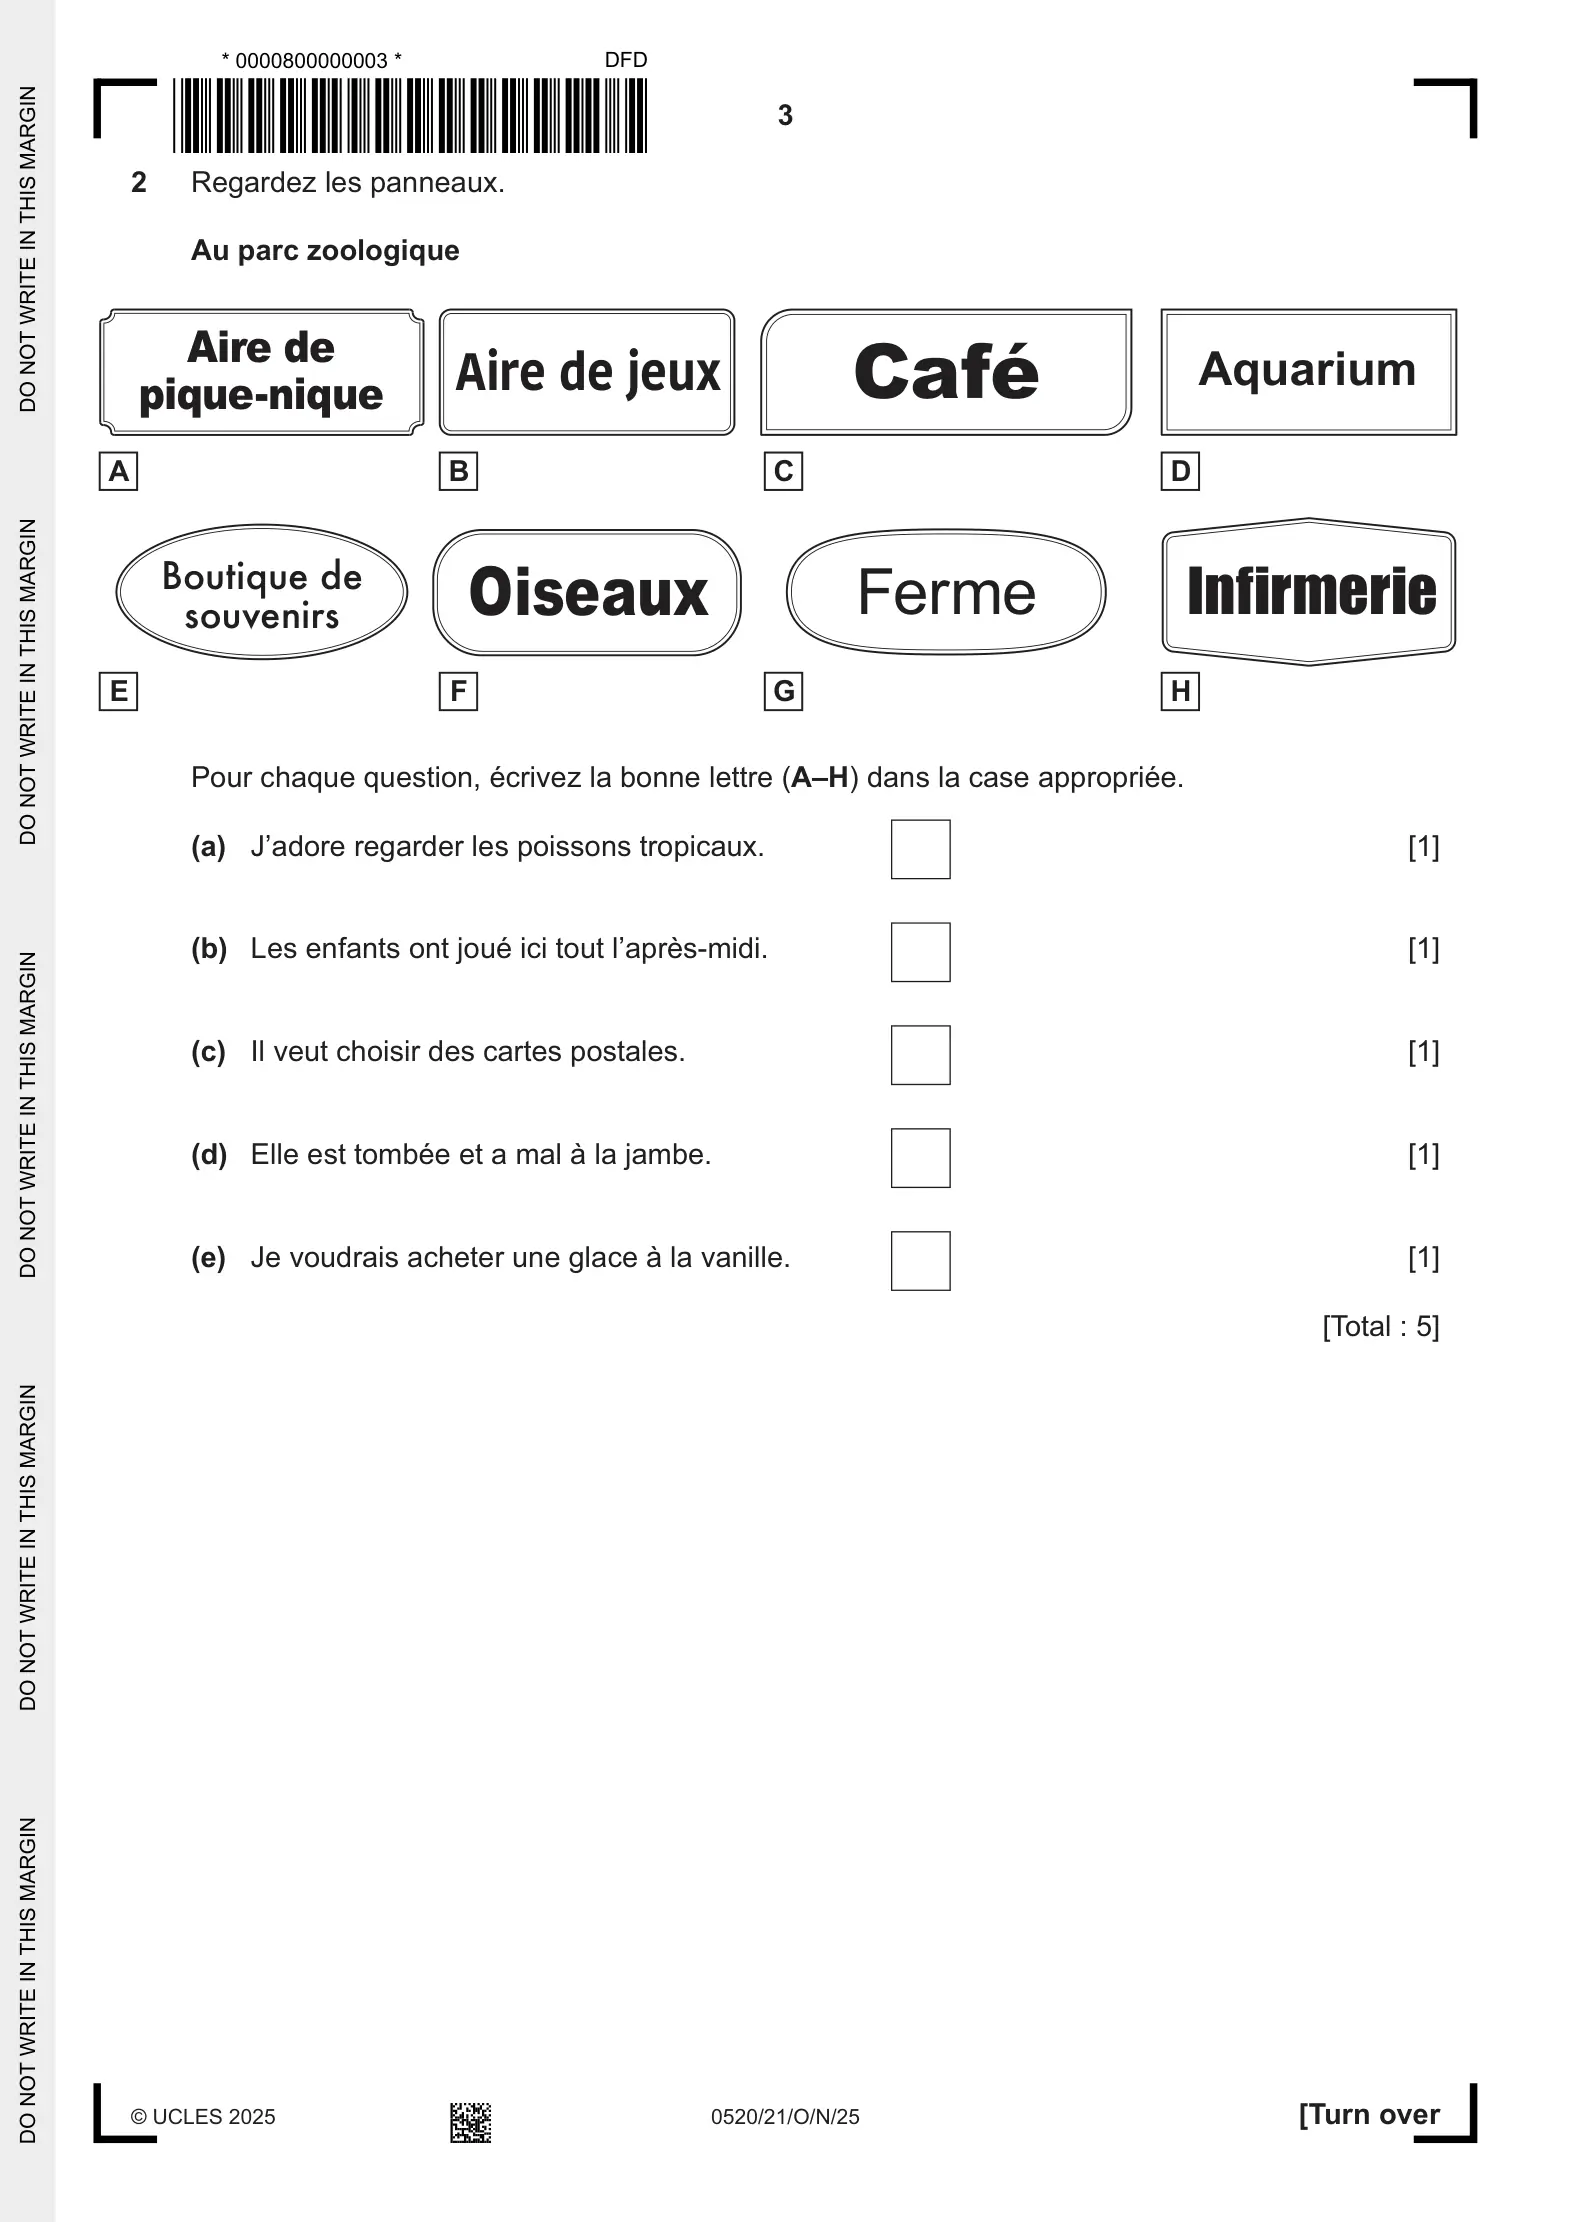 * 0000800000003 *
DFD
3
2 Regardez les panneaux.
Au parc zoologique
Aire de
pique-nique
Aire de jeux
Café
Aquarium
A
B
C
D
Boutique de
souvenirs
Oiseaux
Ferme
Infirmerie
E
F
G
H
Pour chaque question, écrivez la bonne lettre (A–H) dans la case appropriée.
(a) J’adore regarder les poissons tropicaux. [1]
(b) Les enfants ont joué ici tout l’après-midi. [1]
(c) Il veut choisir des cartes postales. [1]
(d) Elle est tombée et a mal à la jambe. [1]
(e) Je voudrais acheter une glace à la vanille. [1]
[Total : 5]
© UCLES 2025
0520/21/O/N/25
[Turn over
DO NOT WRITE IN THIS MARGIN
DO NOT WRITE IN THIS MARGIN
DO NOT WRITE IN THIS MARGIN
DO NOT WRITE IN THIS MARGIN
DO NOT WRITE IN THIS MARGIN